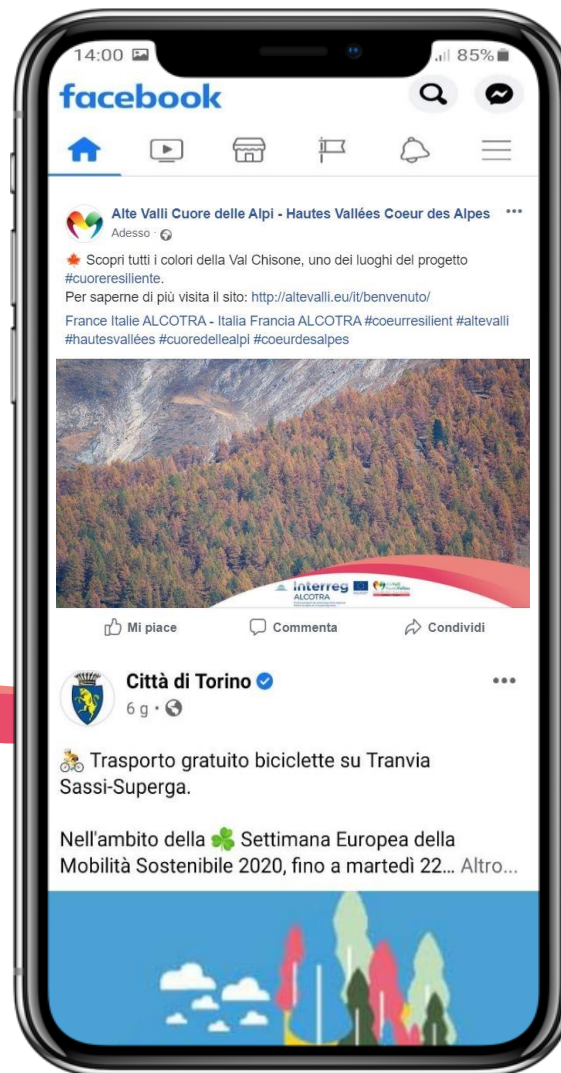 14:00 85%
facebook
Alte Valli Cuore delle Alpi - Hautes Vallées Coeur des Alpes
Adesso ·
Scopri tutti i colori della Val Chisone, uno dei luoghi del progetto
#cuoreresiliente.
Per saperne di più visita il sito: http://altevalli.eu/it/benvenuto/
France Italie ALCOTRA - Italia Francia ALCOTRA #coeurresilient #altevalli
#hautesvallées #cuoredellealpi #coeurdesalpes
Interreg
ALCOTRA
Mi piace Commenta Condividi
Città di Torino
6 g ·
Trasporto gratuito biciclette su Tranvia
Sassi-Superga.
Nell'ambito della Settimana Europea della
Mobilità Sostenibile 2020, fino a martedì 22... Altro...